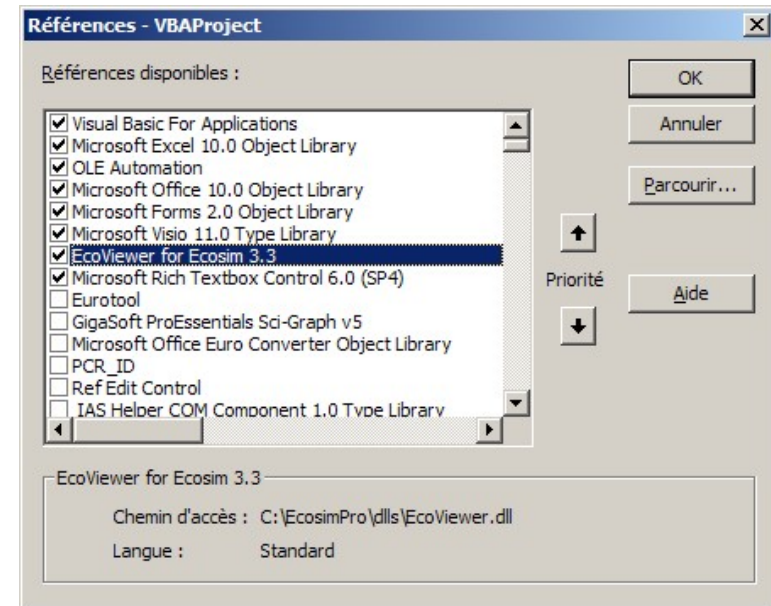 Références - VBAProject
Références disponibles :
OK
Annuler
Parcourir...
Visual Basic For Applications
Microsoft Excel 10.0 Object Library
OLE Automation
Microsoft Office 10.0 Object Library
Microsoft Forms 2.0 Object Library
Microsoft Visio 11.0 Type Library
EcoViewer for Ecosim 3.3
Microsoft Rich Textbox Control 6.0 (SP4)
Eurotool
GigaSoft ProEssentials Sci-Graph v5
Microsoft Office Euro Converter Object Library
PCR_ID
Ref Edit Control
IAS Helper COM Component 1.0 Type Library
Priorité
Aide
EcoViewer for Ecosim 3.3
Chemin d'accès : C:\EcosimPro\dlls\EcoViewer.dll
Langue : Standard